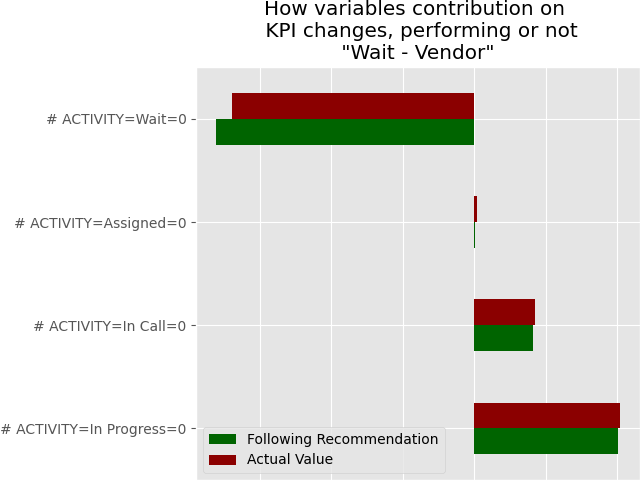 How variables contribution on
KPI changes, performing or not
"Wait - Vendor"
# ACTIVITY=Wait=0
# ACTIVITY=Assigned=0
# ACTIVITY=In Call=0
# ACTIVITY=In Progress=0
Following Recommendation
Actual Value